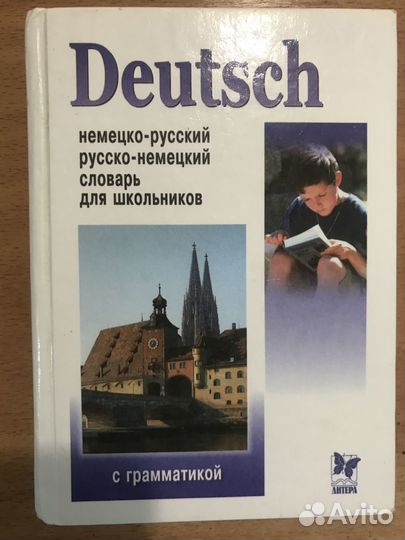 Deutsch
немецко-русский
русско-немецкий
словарь
для школьников
с грамматикой
ЛИТЕРА
Avito